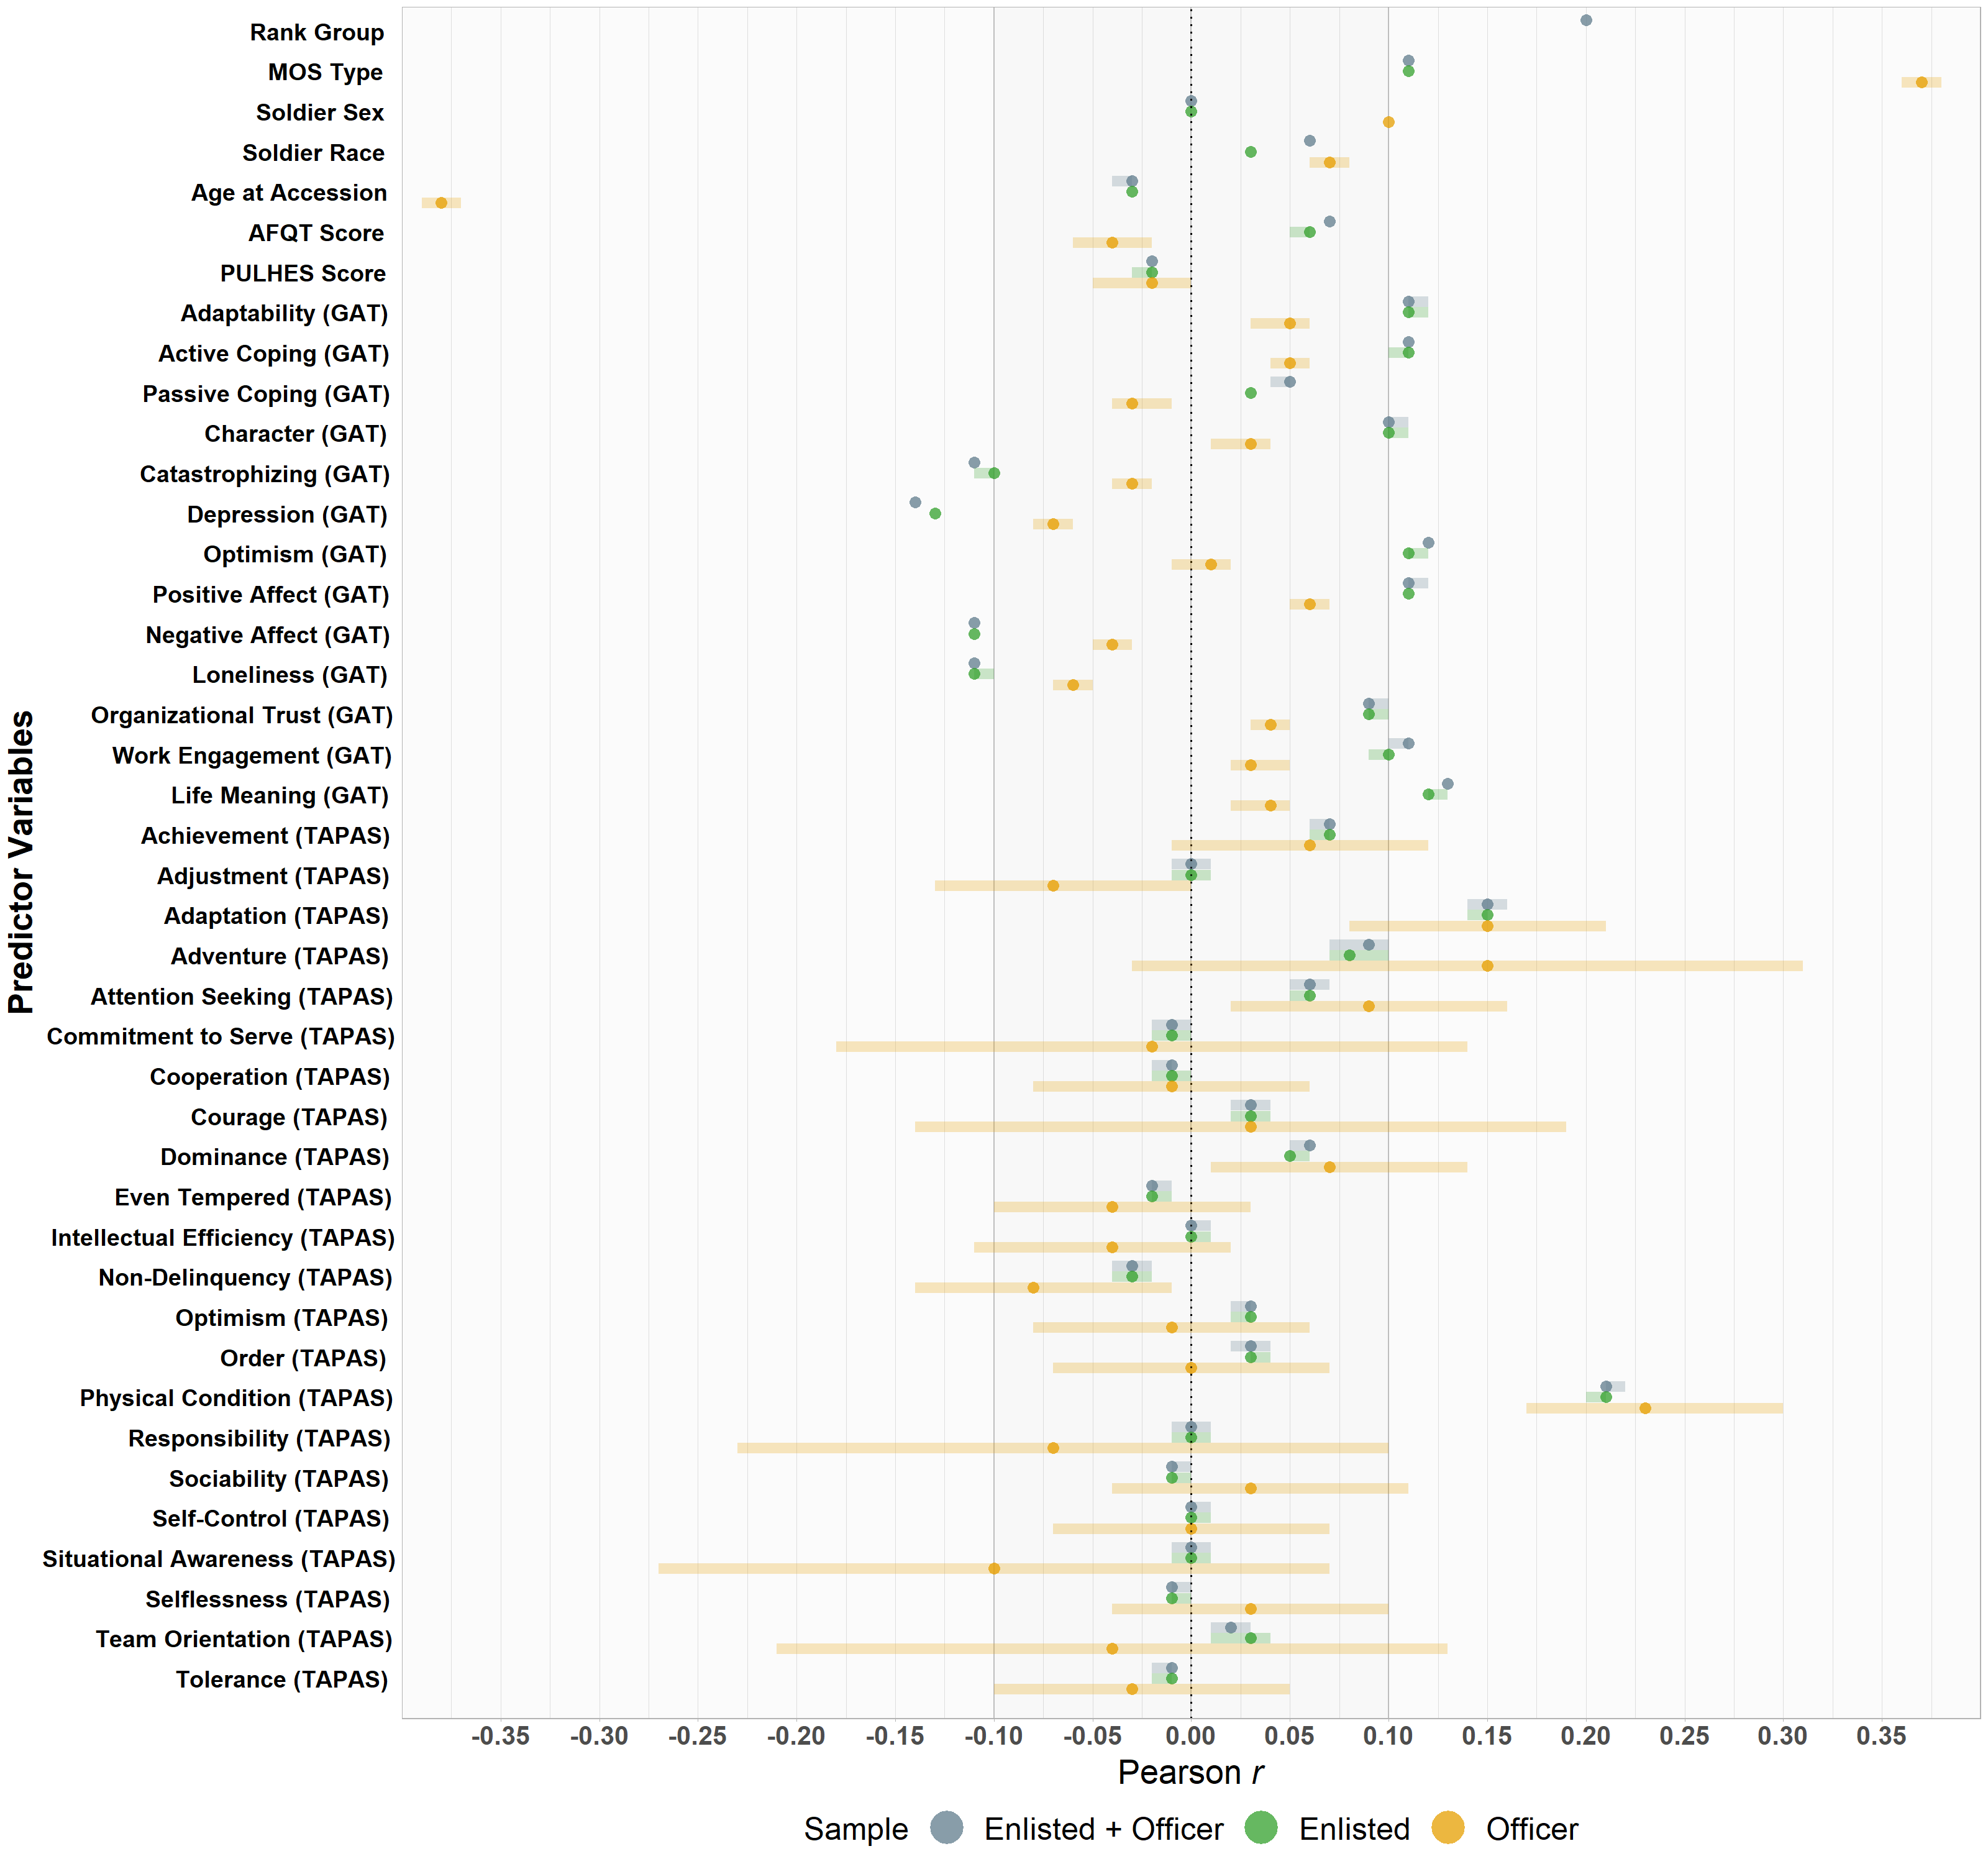 Rank Group
MOS Type
Soldier Sex
Soldier Race
Age at Accession
AFQT Score
PULHES Score
Adaptability (GAT)
Active Coping (GAT)
Passive Coping (GAT)
Character (GAT)
Catastrophizing (GAT)
Depression (GAT)
Optimism (GAT)
Positive Affect (GAT)
Negative Affect (GAT)
Loneliness (GAT)
Organizational Trust (GAT)
Work Engagement (GAT)
Life Meaning (GAT)
Achievement (TAPAS)
Adjustment (TAPAS)
Adaptation (TAPAS)
Adventure (TAPAS)
Attention Seeking (TAPAS)
Commitment to Serve (TAPAS)
Cooperation (TAPAS)
Courage (TAPAS)
Dominance (TAPAS)
Even Tempered (TAPAS)
Intellectual Efficiency (TAPAS)
Non-Delinquency (TAPAS)
Optimism (TAPAS)
Order (TAPAS)
Physical Condition (TAPAS)
Responsibility (TAPAS)
Sociability (TAPAS)
Self-Control (TAPAS)
Situational Awareness (TAPAS)
Selflessness (TAPAS)
Team Orientation (TAPAS)
Tolerance (TAPAS)
Predictor Variables
-0.35 -0.30 -0.25 -0.20 -0.15 -0.10 -0.05 0.00 0.05 0.10 0.15 0.20 0.25 0.30 0.35
Pearson r
Sample Enlisted + Officer Enlisted Officer